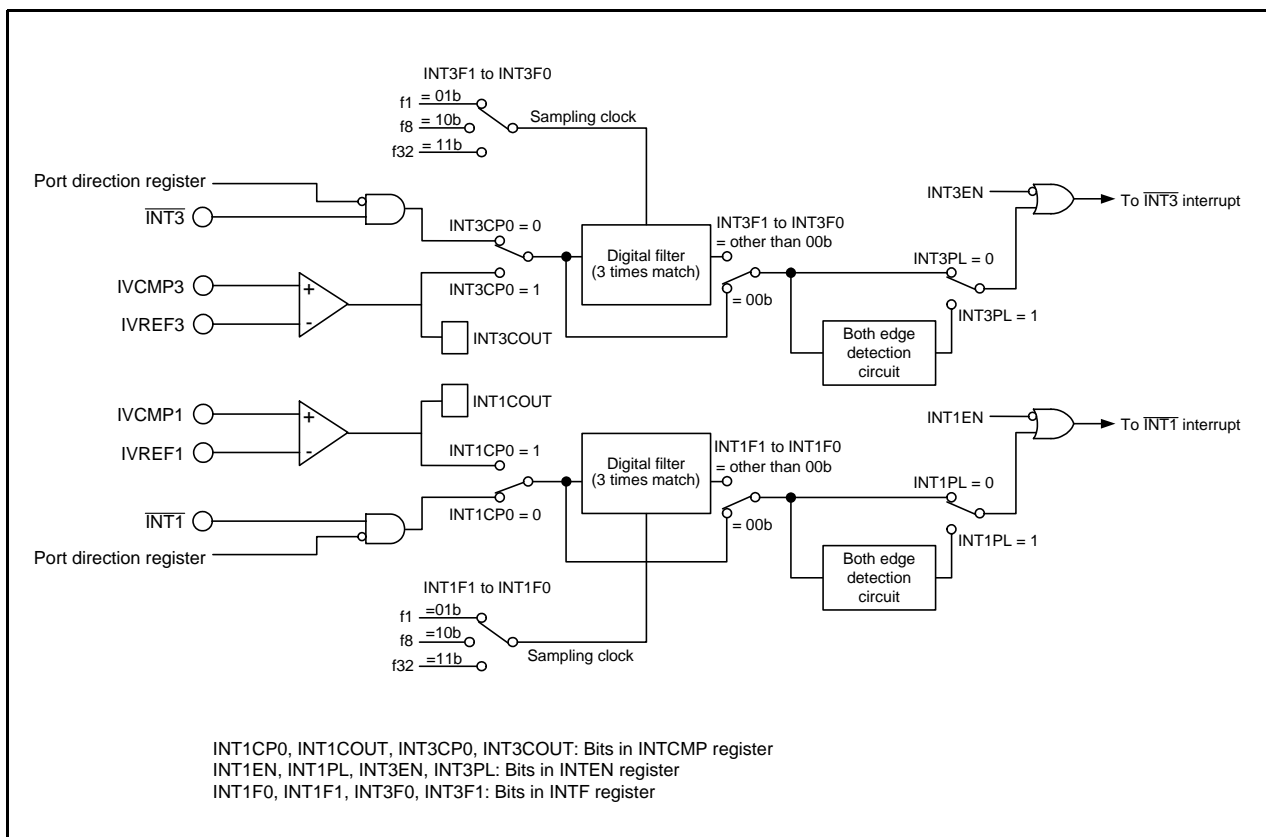 INT3F1 to INT3F0
f1 = 01b
f8 = 10b
f32 = 11b
Sampling clock
Port direction register
INT3
INT3CP0 = 0
IVCMP3
+
IVREF3
-
INT3CP0 = 1
INT3COUT
Digital filter
(3 times match)
INT3F1 to INT3F0
= other than 00b
= 00b
Both edge
detection
circuit
INT3PL = 0
INT3PL = 1
INT3EN
To INT3 interrupt
IVCMP1
+
IVREF1
-
INT1COUT
INT1CP0 = 1
INT1CP0 = 0
INT1
Port direction register
Digital filter
(3 times match)
INT1F1 to INT1F0
= other than 00b
= 00b
Both edge
detection
circuit
INT1PL = 0
INT1PL = 1
INT1EN
To INT1 interrupt
INT1F1 to INT1F0
f1 =01b
f8 =10b
f32 =11b
Sampling clock
INT1CP0, INT1COUT, INT3CP0, INT3COUT: Bits in INTCMP register
INT1EN, INT1PL, INT3EN, INT3PL: Bits in INTEN register
INT1F0, INT1F1, INT3F0, INT3F1: Bits in INTF register